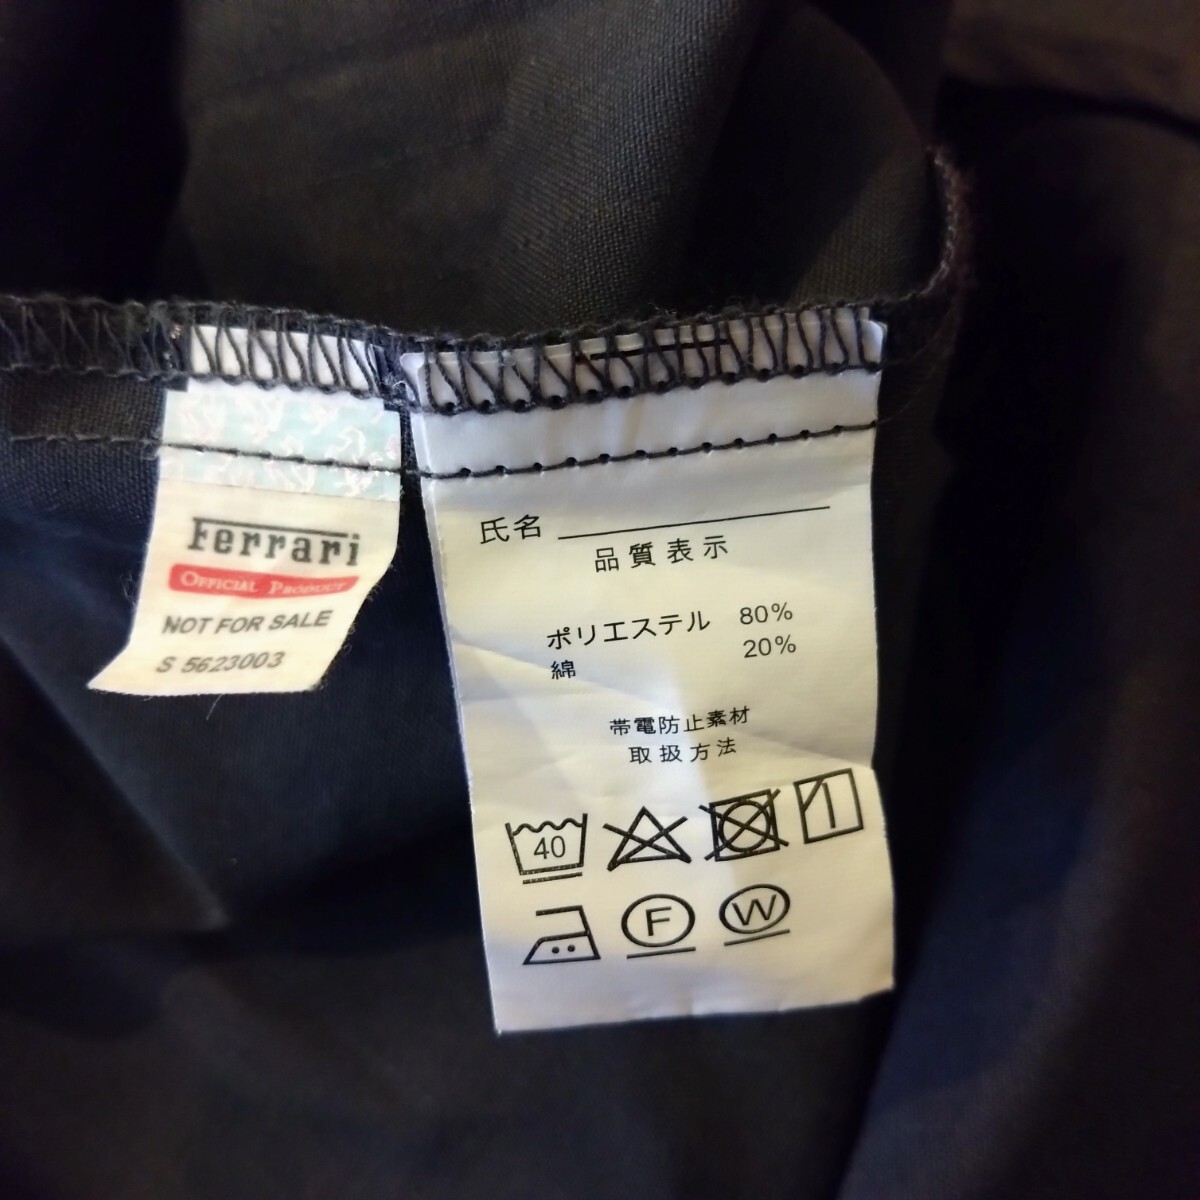 Ferrari
OFFICIAL PRODUCT
NOT FOR SALE
S 5623003
氏名
品質表示
ポリエステル 80%
綿 20%
帯電防止素材
取扱方法
40
F W